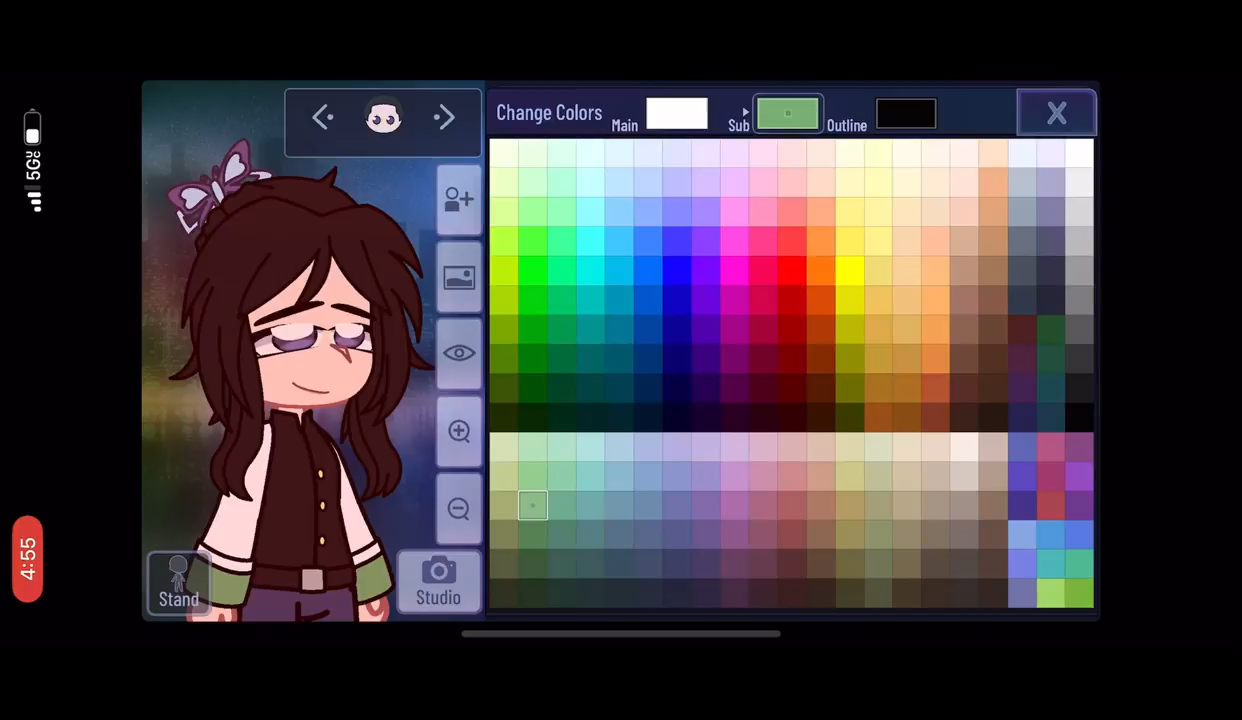 Change Colors
Main
Sub
Outline
X
Stand
Studio
5G
4:55